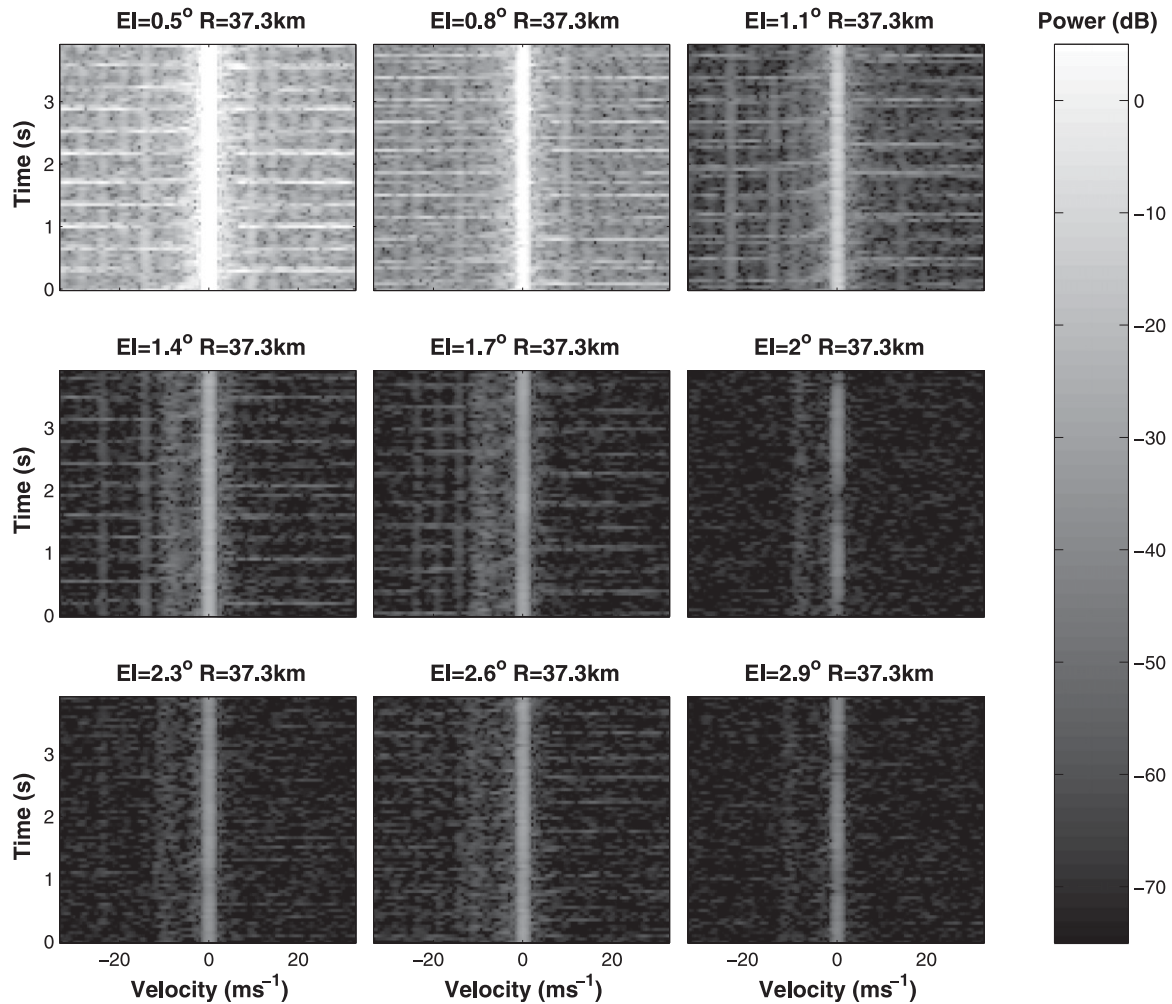 El=0.5° R=37.3km
El=0.8° R=37.3km
El=1.1° R=37.3km
Power (dB)
Time (s)
3
2
1
0
0
−10
−20
−30
−40
−50
−60
−70
El=1.4° R=37.3km
El=1.7° R=37.3km
El=2° R=37.3km
Time (s)
3
2
1
0
El=2.3° R=37.3km
El=2.6° R=37.3km
El=2.9° R=37.3km
Time (s)
3
2
1
0
−20 0 20
−20 0 20
−20 0 20
Velocity (ms⁻¹)
Velocity (ms⁻¹)
Velocity (ms⁻¹)